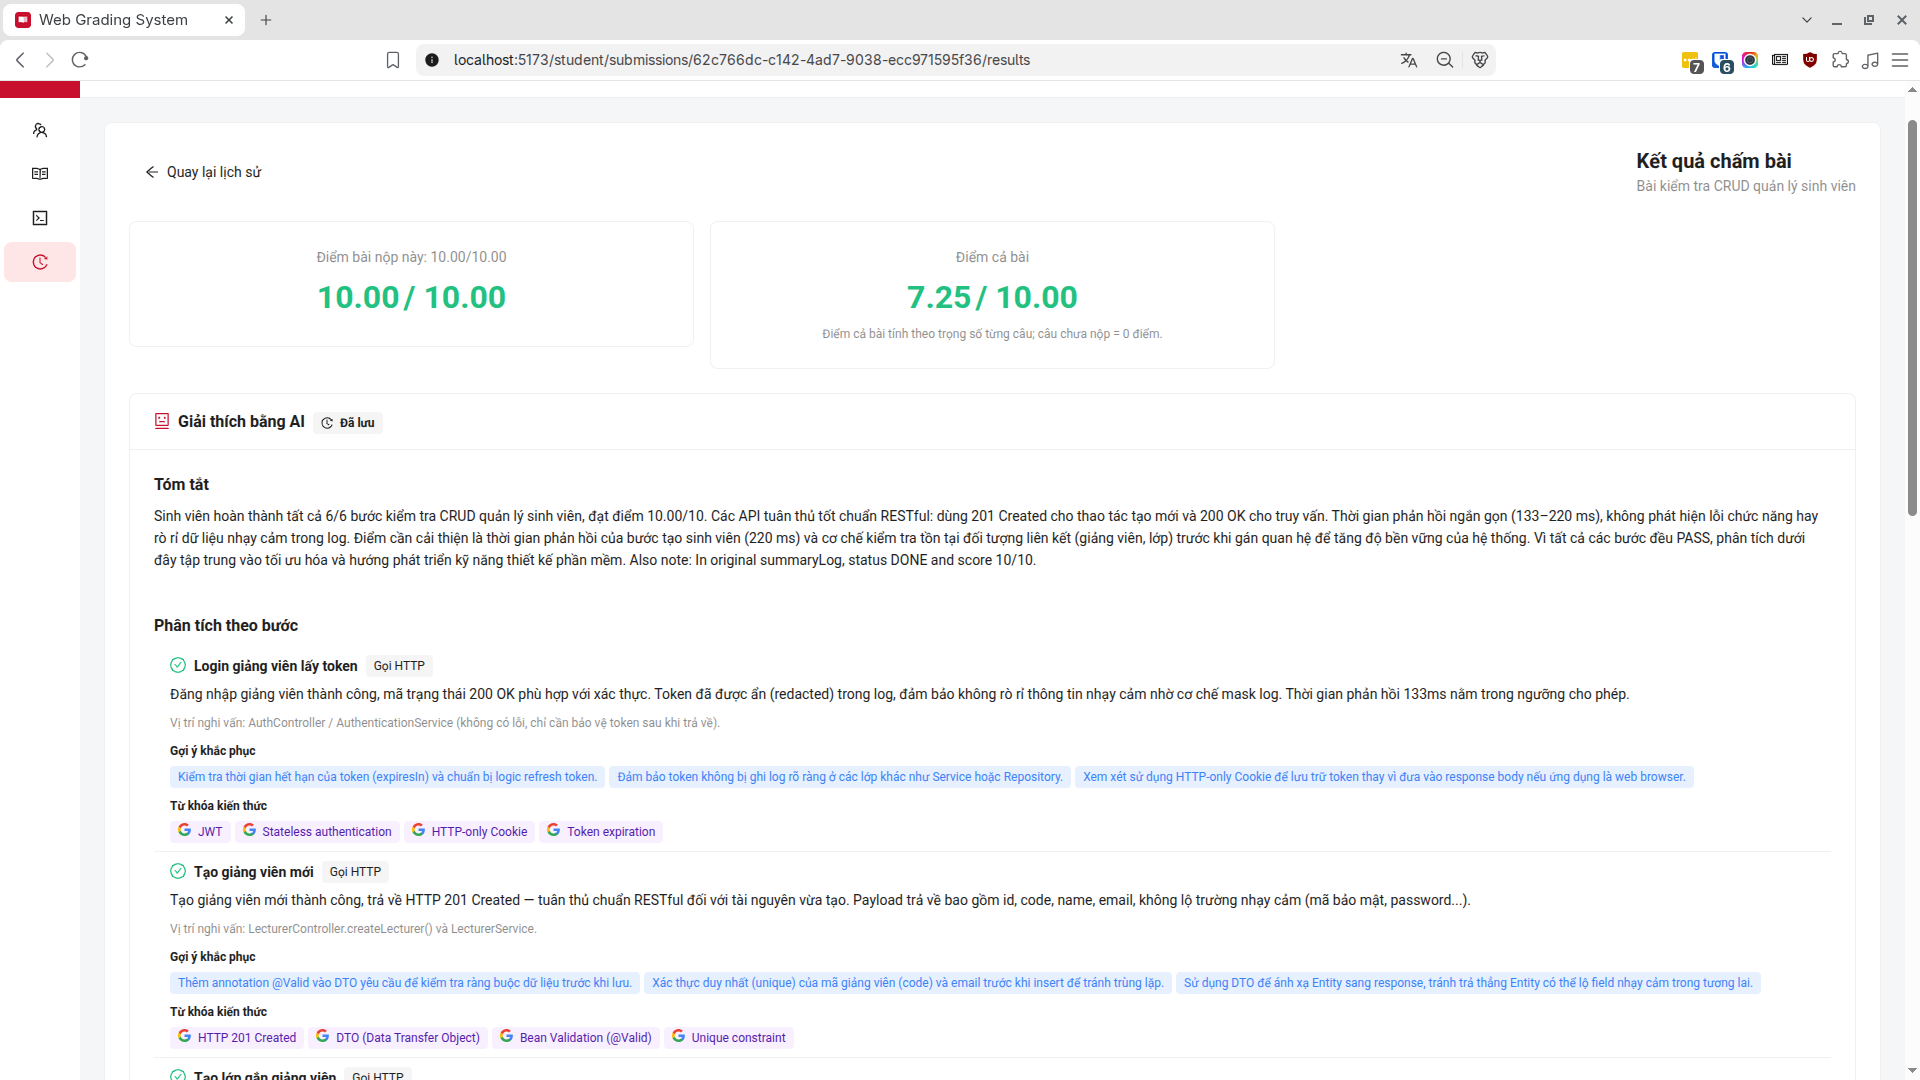 Web Grading System
localhost:5173/student/submissions/62c766dc-c142-4ad7-9038-ecc971595f36/results
7
6
Quay lại lịch sử
Kết quả chấm bài
Bài kiểm tra CRUD quản lý sinh viên
Điểm bài nộp này: 10.00/10.00
10.00 / 10.00
Điểm cả bài
7.25 / 10.00
Điểm cả bài tính theo trọng số từng câu; câu chưa nộp = 0 điểm.
Giải thích bằng AI Đã lưu
Tóm tắt
Sinh viên hoàn thành tất cả 6/6 bước kiểm tra CRUD quản lý sinh viên, đạt điểm 10.00/10. Các API tuân thủ tốt chuẩn RESTful: dùng 201 Created cho thao tác tạo mới và 200 OK cho truy vấn. Thời gian phản hồi ngắn gọn (133–220 ms), không phát hiện lỗi chức năng hay
rò rỉ dữ liệu nhạy cảm trong log. Điểm cần cải thiện là thời gian phản hồi của bước tạo sinh viên (220 ms) và cơ chế kiểm tra tồn tại đối tượng liên kết (giảng viên, lớp) trước khi gán quan hệ để tăng độ bền vững của hệ thống. Vì tất cả các bước đều PASS, phân tích dưới
đây tập trung vào tối ưu hóa và hướng phát triển kỹ năng thiết kế phần mềm. Also note: In original summaryLog, status DONE and score 10/10.
Phân tích theo bước
Login giảng viên lấy token Gọi HTTP
Đăng nhập giảng viên thành công, mã trạng thái 200 OK phù hợp với xác thực. Token đã được ẩn (redacted) trong log, đảm bảo không rò rỉ thông tin nhạy cảm nhờ cơ chế mask log. Thời gian phản hồi 133ms nằm trong ngưỡng cho phép.
Vị trí nghi vấn: AuthController / AuthenticationService (không có lỗi, chỉ cần bảo vệ token sau khi trả về).
Gợi ý khắc phục
Kiểm tra thời gian hết hạn của token (expiresIn) và chuẩn bị logic refresh token. Đảm bảo token không bị ghi log rõ ràng ở các lớp khác như Service hoặc Repository. Xem xét sử dụng HTTP-only Cookie để lưu trữ token thay vì đưa vào response body nếu ứng dụng là web browser.
Từ khóa kiến thức
JWT Stateless authentication HTTP-only Cookie Token expiration
Tạo giảng viên mới Gọi HTTP
Tạo giảng viên mới thành công, trả về HTTP 201 Created — tuân thủ chuẩn RESTful đối với tài nguyên vừa tạo. Payload trả về bao gồm id, code, name, email, không lộ trường nhạy cảm (mã bảo mật, password...).
Vị trí nghi vấn: LecturerController.createLecturer() và LecturerService.
Gợi ý khắc phục
Thêm annotation @Valid vào DTO yêu cầu để kiểm tra ràng buộc dữ liệu trước khi lưu. Xác thực duy nhất (unique) của mã giảng viên (code) và email trước khi insert để tránh trùng lặp. Sử dụng DTO để ánh xạ Entity sang response, tránh trả thẳng Entity có thể lộ field nhạy cảm trong tương lai.
Từ khóa kiến thức
HTTP 201 Created DTO (Data Transfer Object) Bean Validation (@Valid) Unique constraint
Tạo lớp gắn giảng viên Gọi HTTP